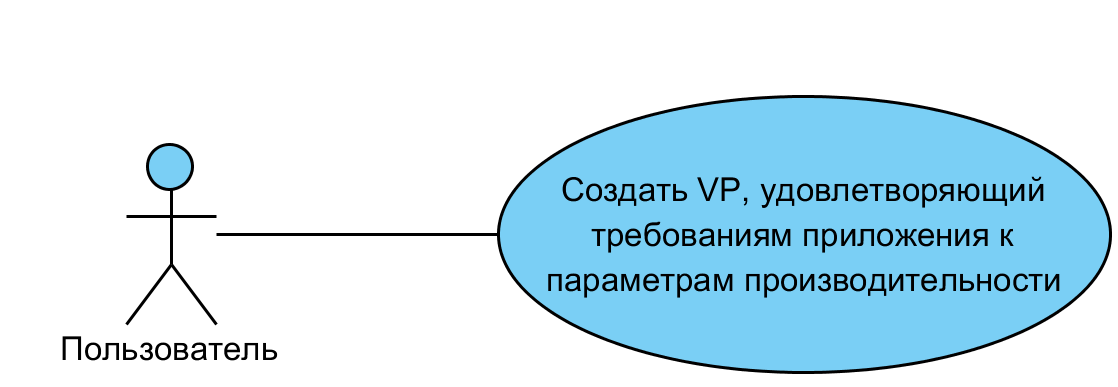 Создать VP, удовлетворяющий
требованиям приложения к
параметрам производительности
Пользователь